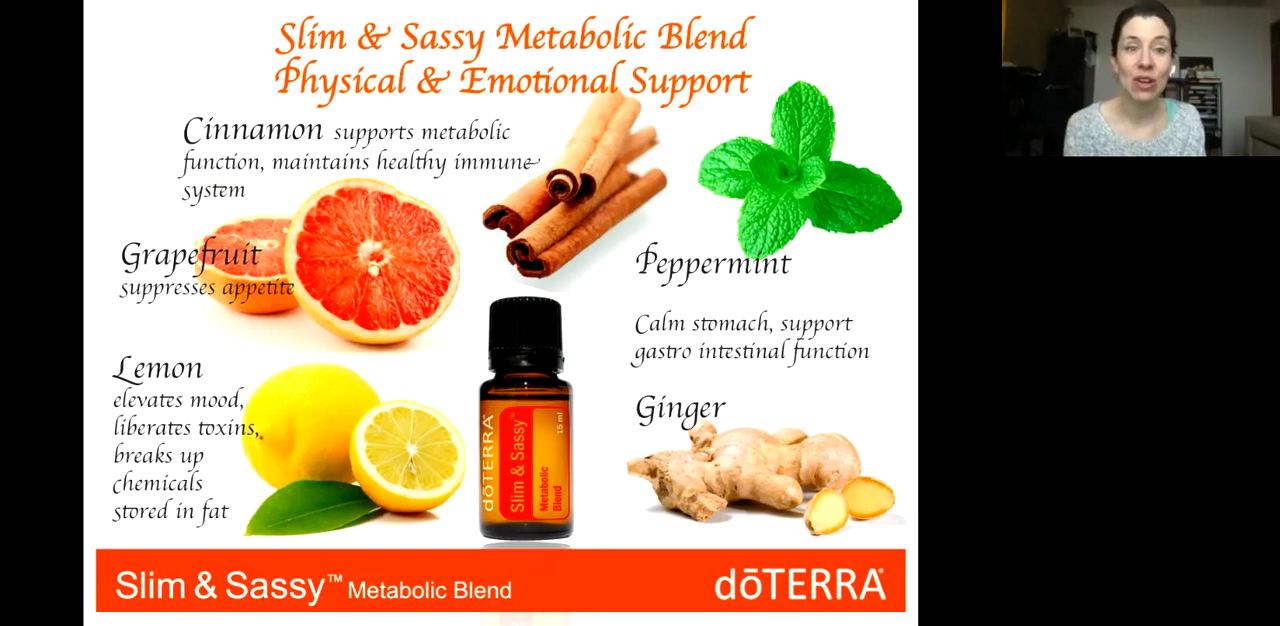 Slim & Sassy Metabolic Blend
Physical & Emotional Support
Cinnamon supports metabolic
function, maintains healthy immune
system
Grapefruit
suppresses appetite
Lemon
elevates mood,
liberates toxins,
breaks up
chemicals
stored in fat
Peppermint
Calm stomach, support
gastro intestinal function
Ginger
dōTERRA
Slim & Sassy™
Metabolic
Blend
15 ml
Slim & Sassy™ Metabolic Blend
dōTERRA®